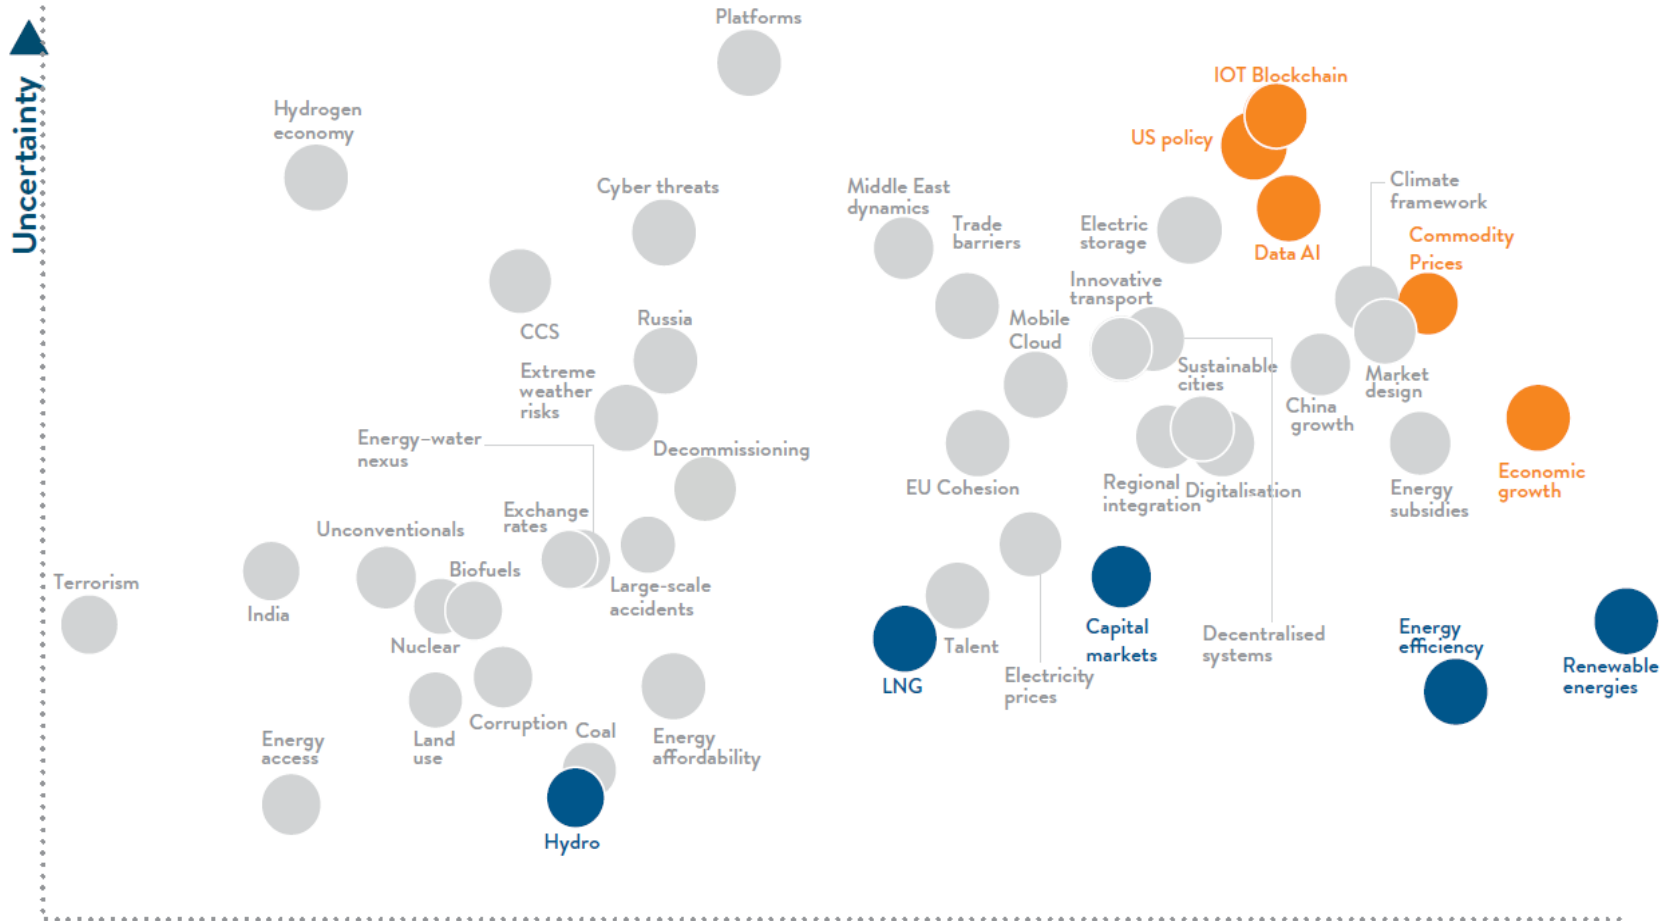 Platforms
IOT Blockchain
Hydrogen
economy
US policy
Uncertainty
Cyber threats
Middle East
dynamics
Climate
framework
Trade
barriers
Electric
storage
Data AI
Commodity
Prices
Innovative
transport
CCS
Russia
Mobile
Cloud
Extreme
weather
risks
Sustainable
cities
Market
design
China
growth
Energy–water
nexus
Decommissioning
EU Cohesion
Regional
integration
Digitalisation
Energy
subsidies
Economic
growth
Exchange
rates
Unconventionals
Biofuels
Terrorism
India
Large-scale
accidents
Nuclear
Talent
Capital
markets
Decentralised
systems
Energy
efficiency
Renewable
energies
LNG
Electricity
prices
Corruption
Coal
Land
use
Energy
access
Energy
affordability
Hydro